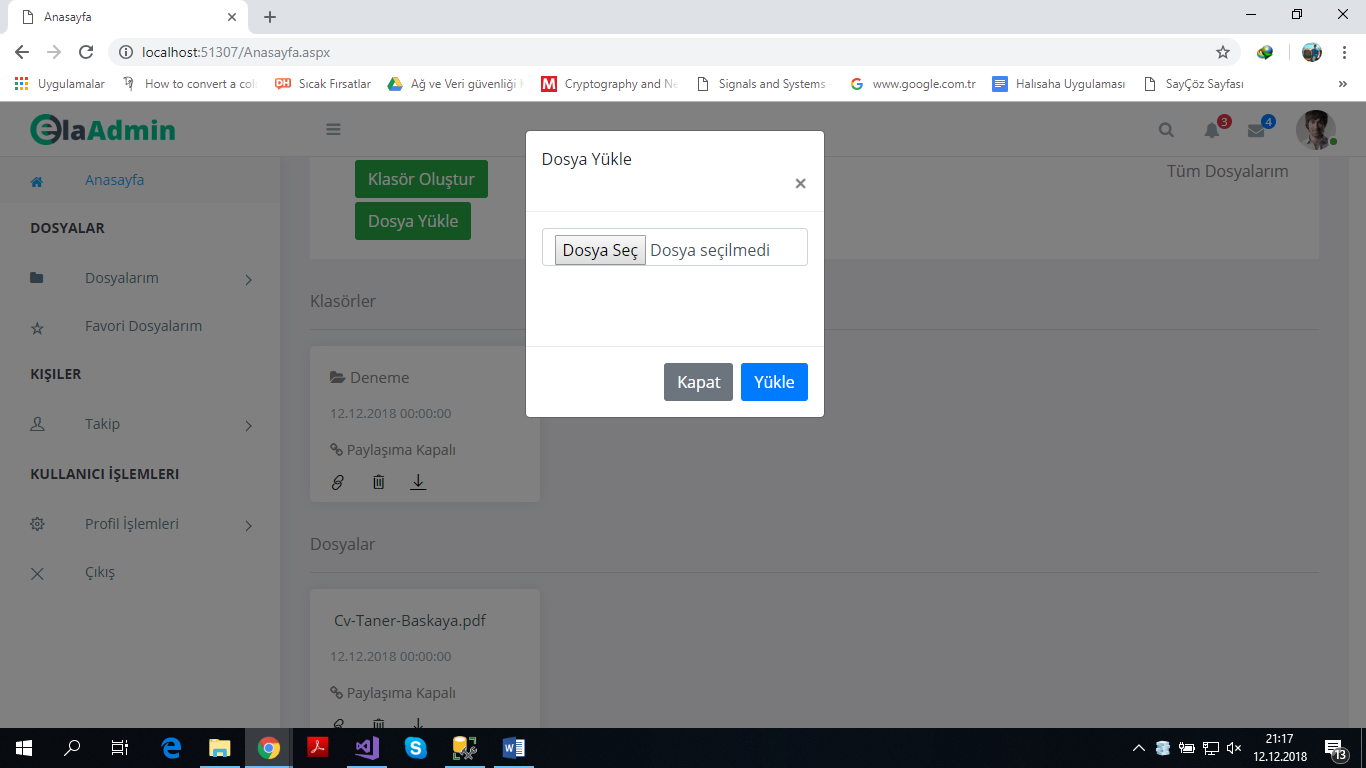 Anasayfa
localhost:51307/Anasayfa.aspx
Uygulamalar
How to convert a colo
Sıcak Fırsatlar
Ağ ve Veri güvenliği
Cryptography and Ne
Signals and Systems
www.google.com.tr
Halısaha Uygulaması
SayÇöz Sayfası
elaAdmin
3
4
Anasayfa
DOSYALAR
Dosyalarım
Favori Dosyalarım
KIŞILER
Takip
KULLANICI İŞLEMLERI
Profil İşlemleri
Çıkış
Klasör Oluştur
Dosya Yükle
Tüm Dosyalarım
Dosya Yükle
×
Dosya Seç Dosya seçilmedi
Kapat Yükle
Klasörler
Deneme
12.12.2018 00:00:00
Paylaşıma Kapalı
Dosyalar
Cv-Taner-Baskaya.pdf
12.12.2018 00:00:00
Paylaşıma Kapalı
21:17
12.12.2018
13